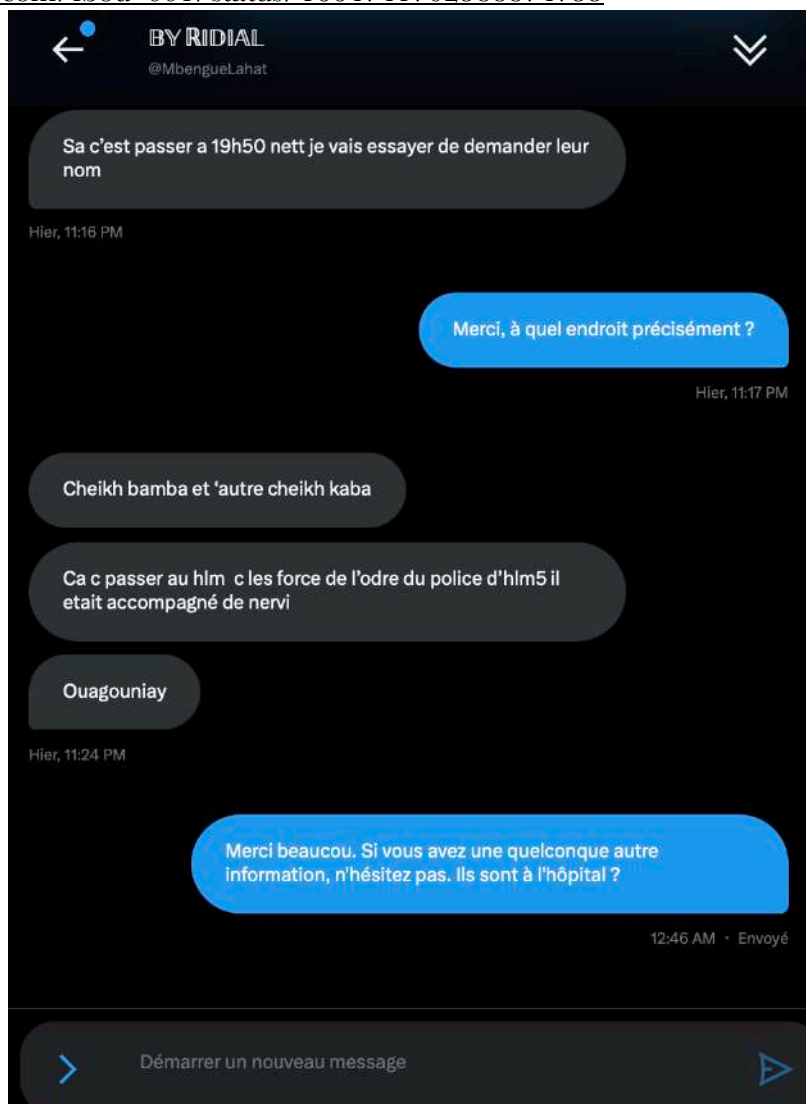 BY RIDIAL
@MbengueLahat
Sa c'est passer a 19h50 nett je vais essayer de demander leur
nom
Hier, 11:16 PM
Merci, à quel endroit précisément ?
Hier, 11:17 PM
Cheikh bamba et 'autre cheikh kaba
Ca c passer au hlm c les force de l'odre du police d'hlm5 il
etait accompagné de nervi
Ouagouniay
Hier, 11:24 PM
Merci beaucou. Si vous avez une quelconque autre
information, n'hésitez pas. Ils sont à l'hôpital ?
12:46 AM · Envoyé
Démarrer un nouveau message